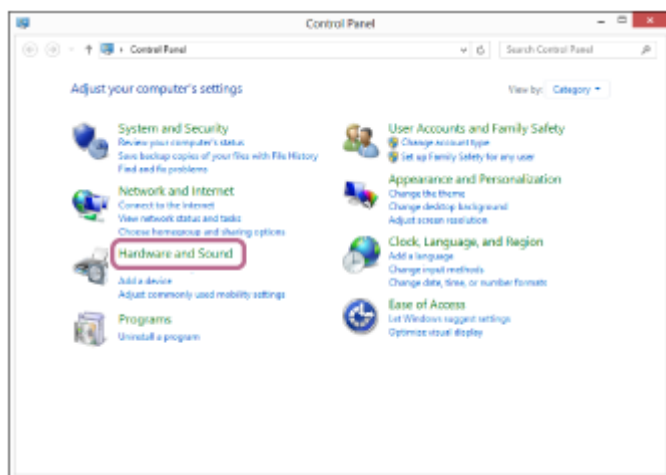 Control Panel
Control Panel
Search Control Panel
Adjust your computer's settings
View by: Category
System and Security
Review your computer's status
Save backup copies of your files with File History
Find and fix problems
Network and Internet
Connect to the Internet
View network status and tasks
Choose homegroup and sharing options
Hardware and Sound
Add a device
Adjust commonly used mobility settings
Programs
Uninstall a program
User Accounts and Family Safety
Change account type
Set up Family Safety for any user
Appearance and Personalization
Change the theme
Change desktop background
Adjust screen resolution
Clock, Language, and Region
Add a language
Change input methods
Change date, time, or number formats
Ease of Access
Let Windows suggest settings
Optimize visual display